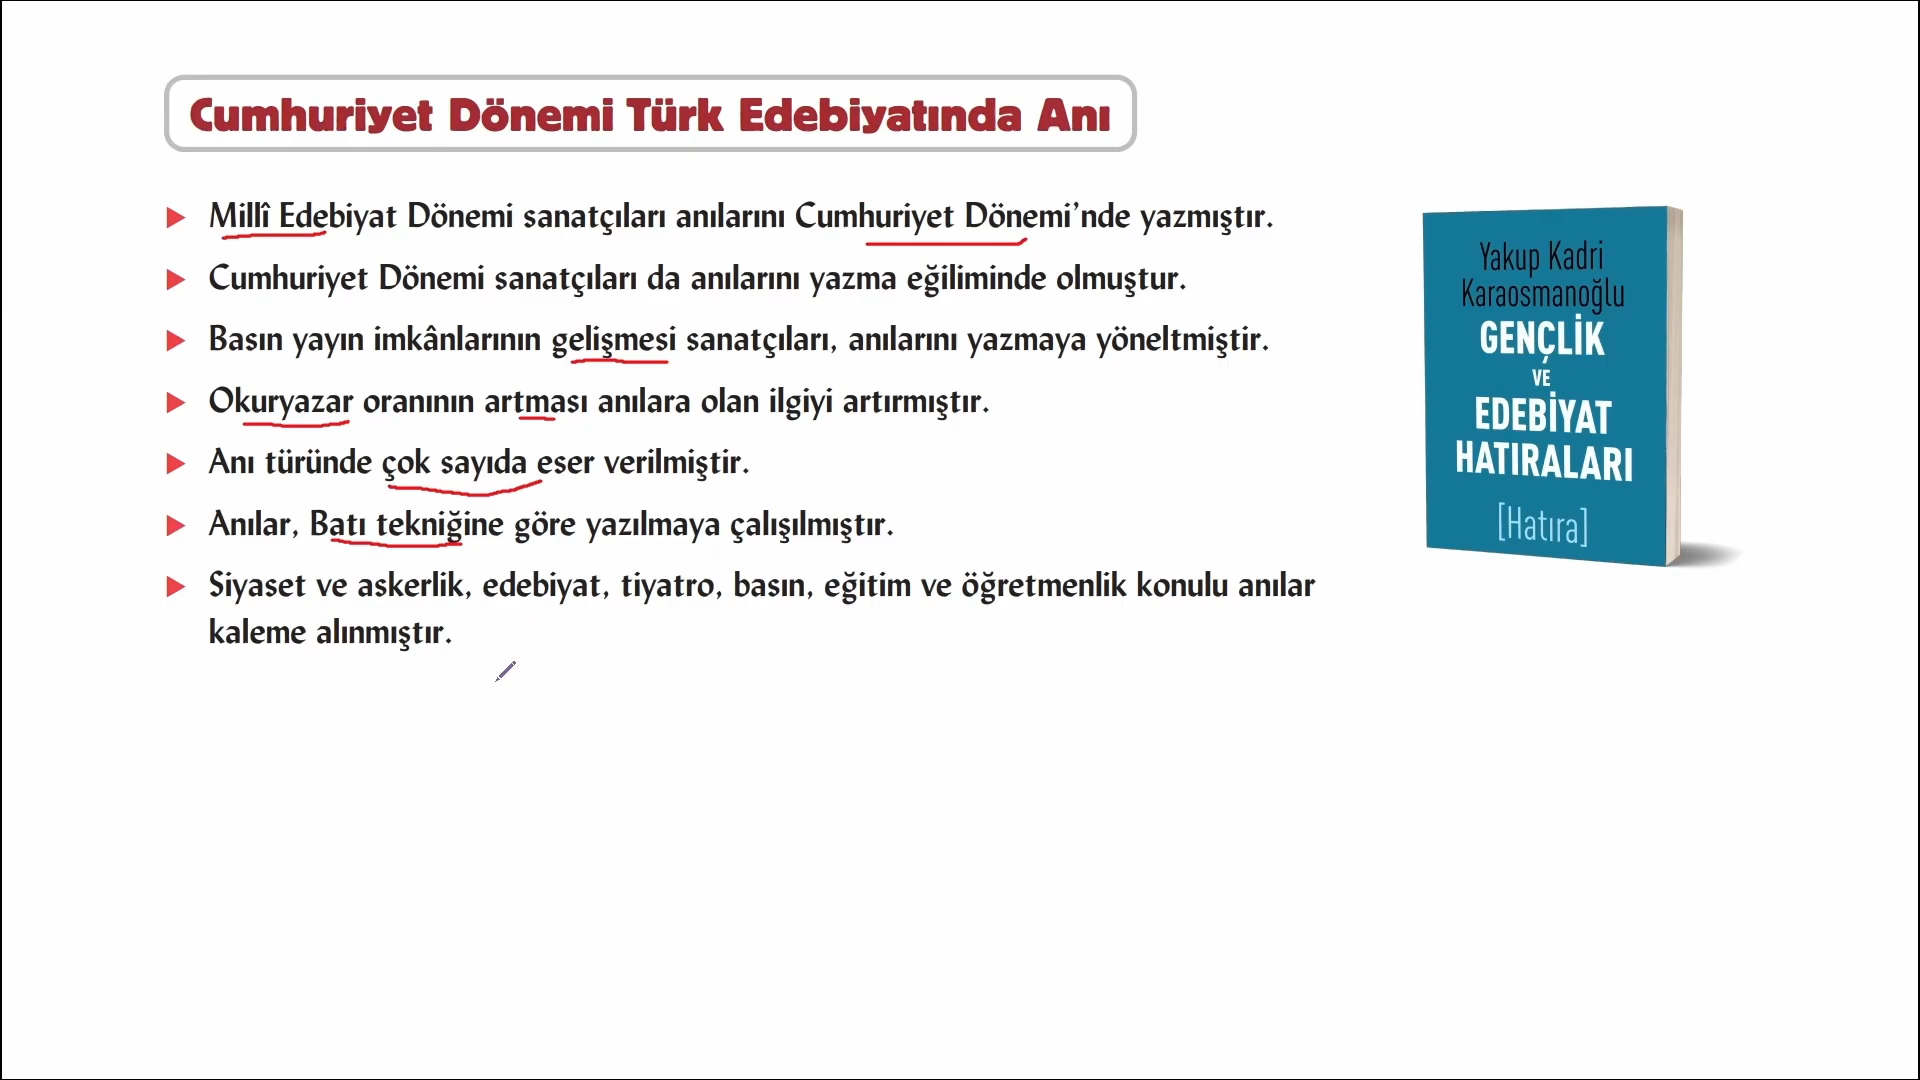 Cumhuriyet Dönemi Türk Edebiyatında Anı
Millî Edebiyat Dönemi sanatçıları anılarını Cumhuriyet Dönemi’nde yazmıştır.
Cumhuriyet Dönemi sanatçıları da anılarını yazma eğiliminde olmuştur.
Basın yayın imkânlarının gelişmesi sanatçıları, anılarını yazmaya yöneltmiştir.
Okuryazar oranının artması anılara olan ilgiyi artırmıştır.
Anı türünde çok sayıda eser verilmiştir.
Anılar, Batı tekniğine göre yazılmaya çalışılmıştır.
Siyaset ve askerlik, edebiyat, tiyatro, basın, eğitim ve öğretmenlik konulu anılar
kaleme alınmıştır.
Yakup Kadri
Karaosmanoğlu
GENÇLİK
VE
EDEBİYAT
HATIRALARI
[Hatıra]